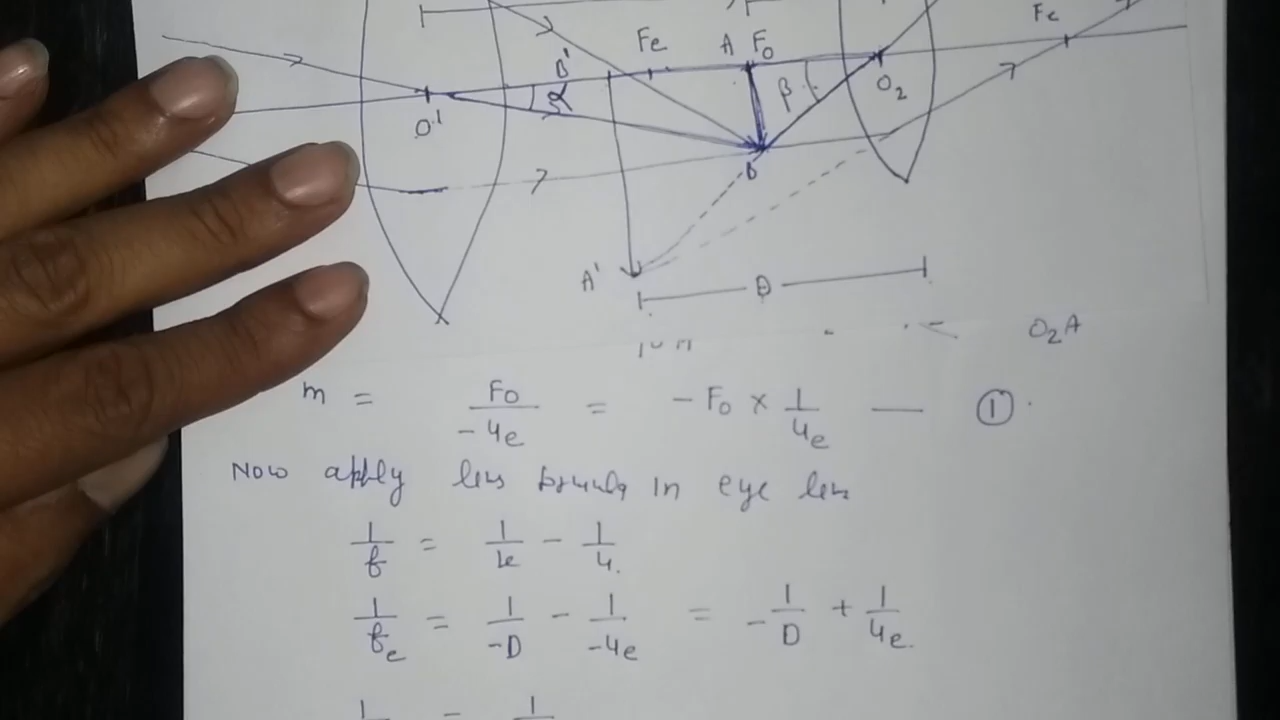 Fe
B' Fe A F0
α β O2
O1
B
A'
D
O2A
m = F0 / -ue = - F0 × 1/ue — ①
Now apply lens formula in eye lens
1/f = 1/v - 1/u
1/fe = 1/-D - 1/-ue = - 1/D + 1/ue